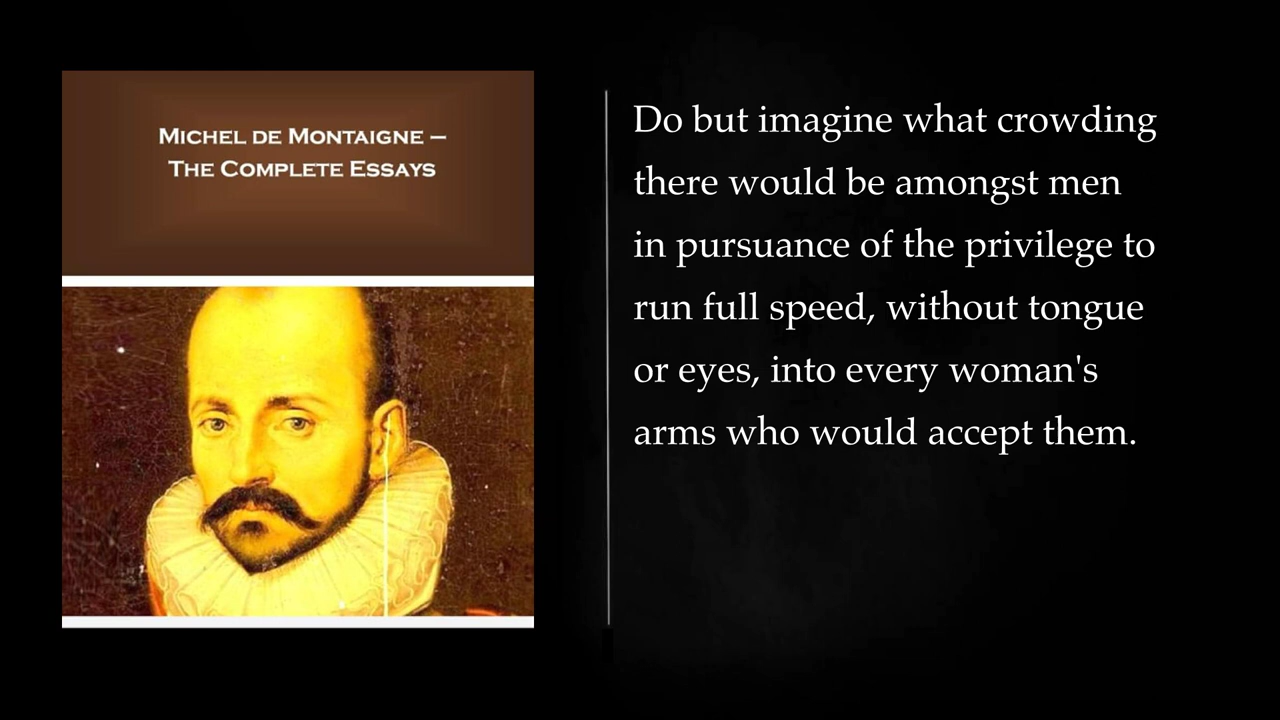 MICHEL DE MONTAIGNE –
THE COMPLETE ESSAYS
Do but imagine what crowding
there would be amongst men
in pursuance of the privilege to
run full speed, without tongue
or eyes, into every woman's
arms who would accept them.